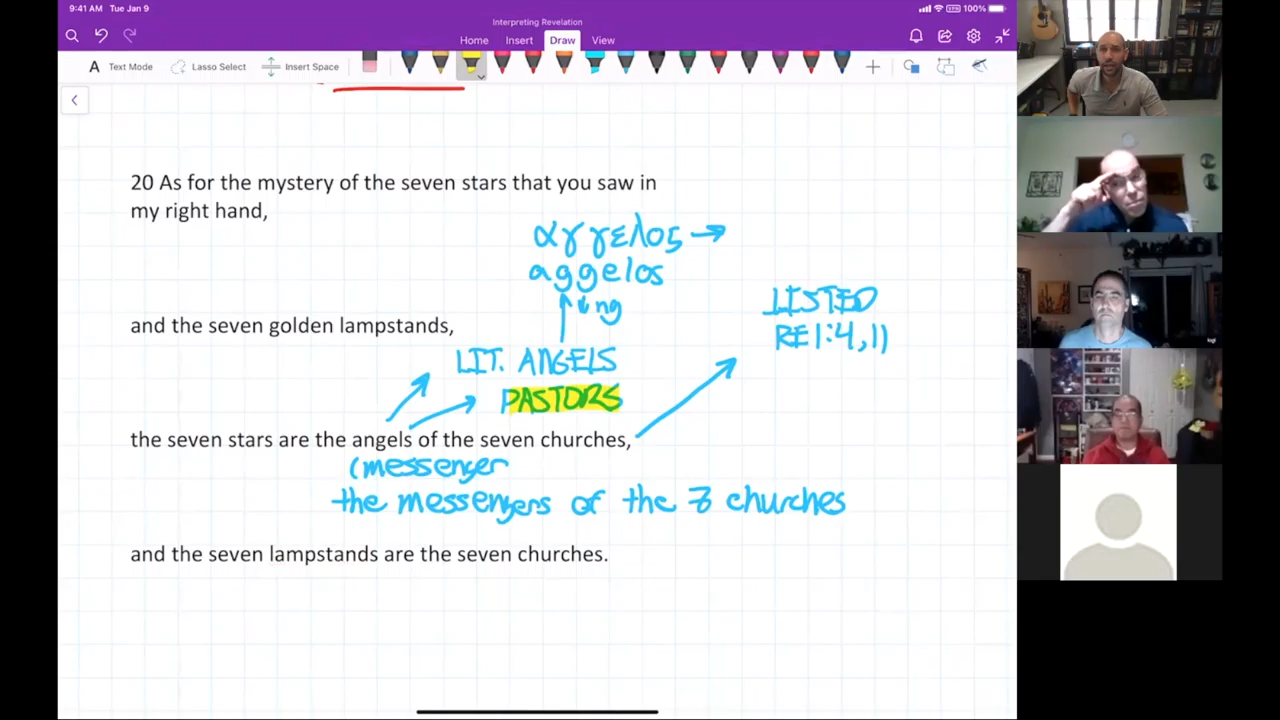 9:41 AM Tue Jan 9
100%
Interpreting Revelation
Home Insert Draw View
A Text Mode Lasso Select Insert Space
20 As for the mystery of the seven stars that you saw in
my right hand,
αγγελος →
aggelos
ng
and the seven golden lampstands,
LISTED
RE 1:4, 11
LIT. ANGELS
PASTORS
the seven stars are the angels of the seven churches,
(messenger
the messengers of the 7 churches
and the seven lampstands are the seven churches.